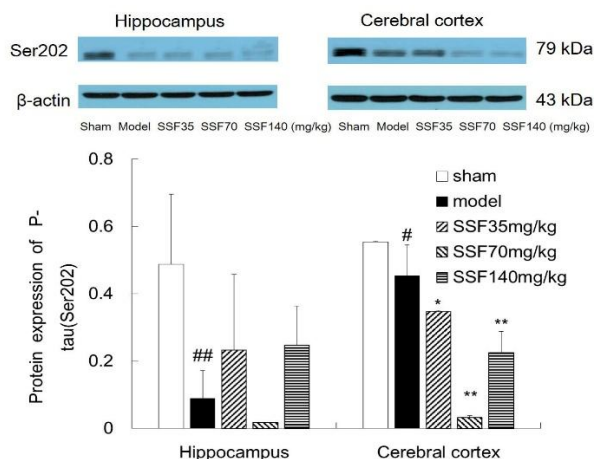 Hippocampus
Cerebral cortex
Ser202
79 kDa
β-actin
43 kDa
Sham Model SSF35 SSF70 SSF140 (mg/kg)
Sham Model SSF35 SSF70 SSF140 (mg/kg)
Protein expression of P-
tau(Ser202)
0.8
0.6
0.4
0.2
0
sham
model
SSF35mg/kg
SSF70mg/kg
SSF140mg/kg
##
#
*
**
**
Hippocampus
Cerebral cortex